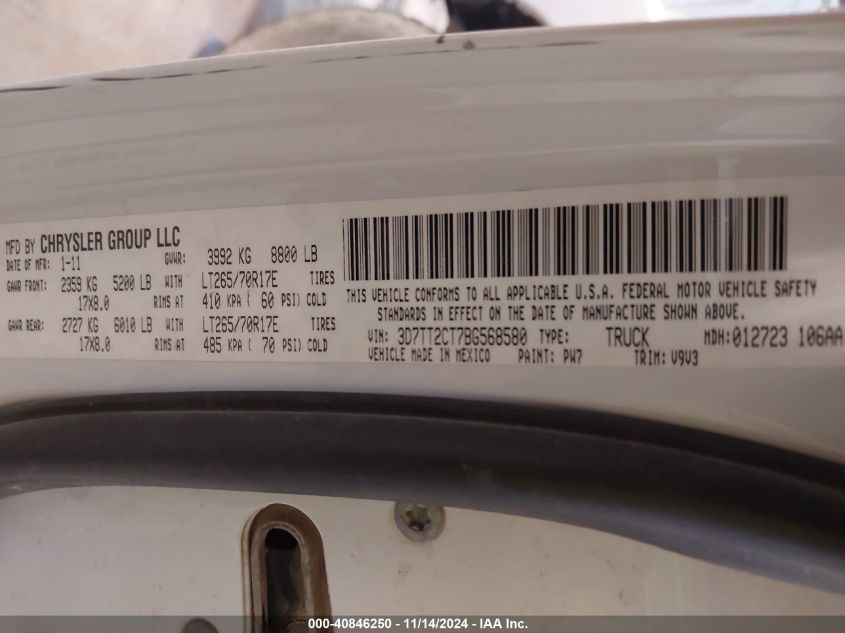 MFD BY CHRYSLER GROUP LLC
DATE OF MFR: 1-11 GVWR: 3992 KG 8800 LB
GAWR FRONT: 2359 KG 5200 LB WITH LT265/70R17E TIRES
17X8.0 RIMS AT 410 KPA ( 60 PSI) COLD
GAWR REAR: 2727 KG 6010 LB WITH LT265/70R17E TIRES
17X8.0 RIMS AT 485 KPA ( 70 PSI) COLD
THIS VEHICLE CONFORMS TO ALL APPLICABLE U.S.A. FEDERAL MOTOR VEHICLE SAFETY
STANDARDS IN EFFECT ON THE DATE OF MANUFACTURE SHOWN ABOVE.
VIN: 3D7TT2CT7BG568580 TYPE: TRUCK MDH:012723 106AA
VEHICLE MADE IN MEXICO PAINT: PW7 TRIM: V9V3
000-40846250 - 11/14/2024 - IAA Inc.